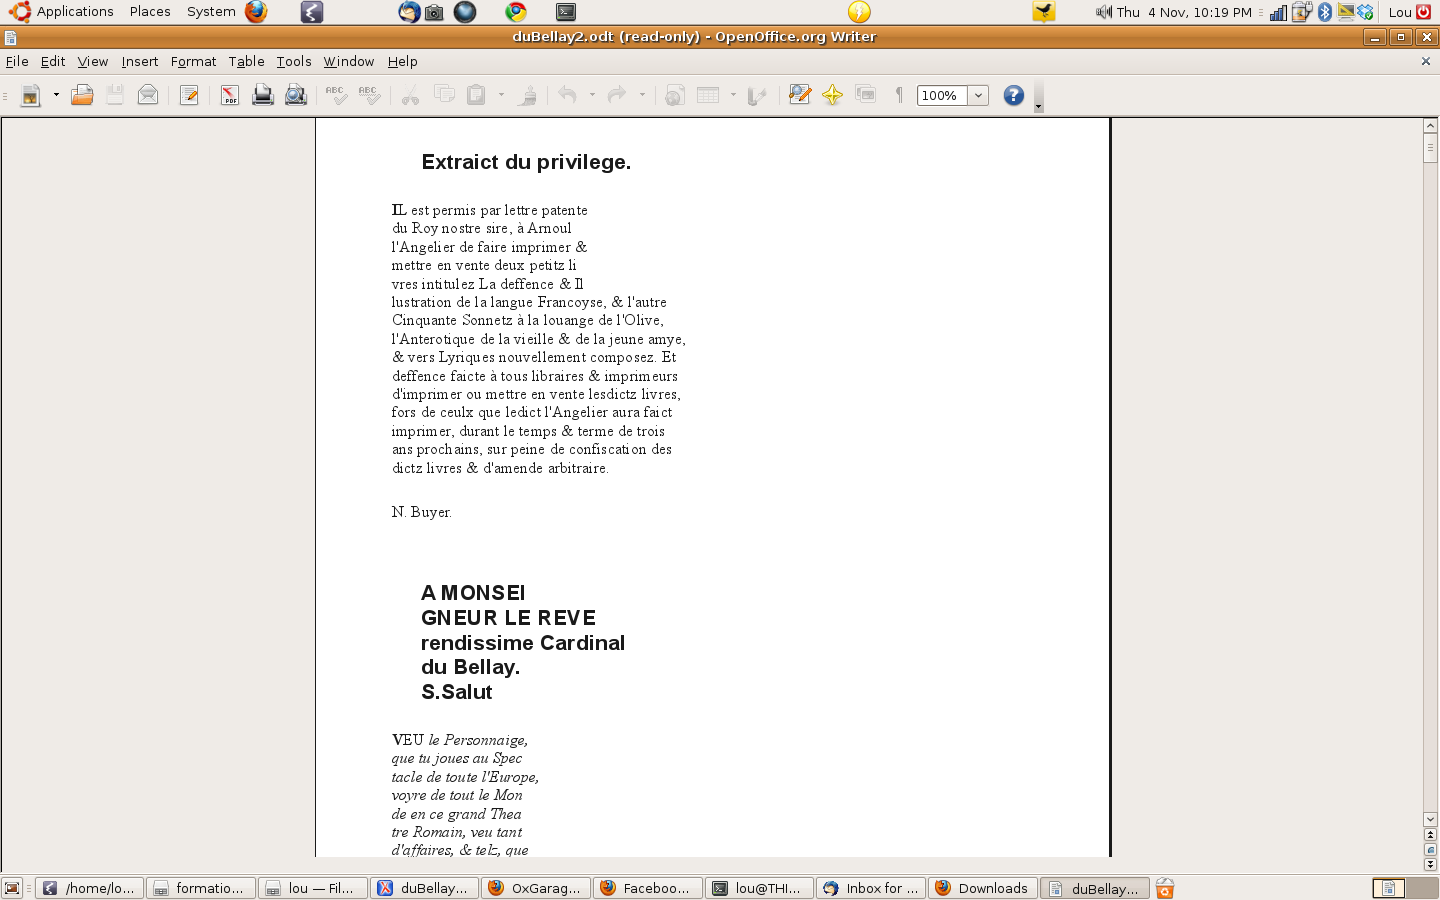 Applications Places System Thu 4 Nov, 10:19 PM Lou
duBellay2.odt (read-only) - OpenOffice.org Writer
File Edit View Insert Format Table Tools Window Help
PDF ABC ABC 100%
Extraict du privilege.
IL est permis par lettre patente
du Roy nostre sire, à Arnoul
l'Angelier de faire imprimer &
mettre en vente deux petitz li
vres intitulez La deffence & Il
lustration de la langue Francoyse, & l'autre
Cinquante Sonnetz à la louange de l'Olive,
l'Anterotique de la vieille & de la jeune amye,
& vers Lyriques nouvellement composez. Et
deffence faicte à tous libraires & imprimeurs
d'imprimer ou mettre en vente lesdictz livres,
fors de ceulx que ledict l'Angelier aura faict
imprimer, durant le temps & terme de trois
ans prochains, sur peine de confiscation des
dictz livres & d'amende arbitraire.
N. Buyer.
A MONSEI
GNEUR LE REVE
rendissime Cardinal
du Bellay.
S.Salut
VEU le Personnaige,
que tu joues au Spec
tacle de toute l'Europe,
voyre de tout le Mon
de en ce grand Thea
tre Romain, veu tant
d'affaires, & telz, que
/home/lo... formatio... lou — Fil... duBellay... OxGarag... Faceboo... lou@THI... Inbox for ... Downloads duBellay...